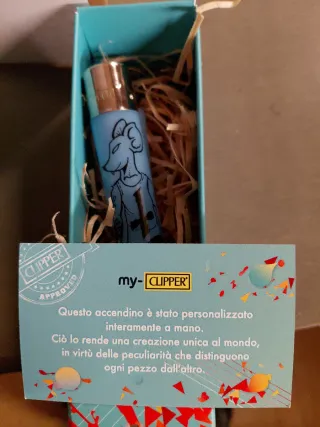 CLIPPER
APPROVED
my-CLIPPER
Questo accendino è stato personalizzato
interamente a mano.
Ciò lo rende una creazione unica al mondo,
in virtù delle peculiarità che distinguono
ogni pezzo dall'altro.